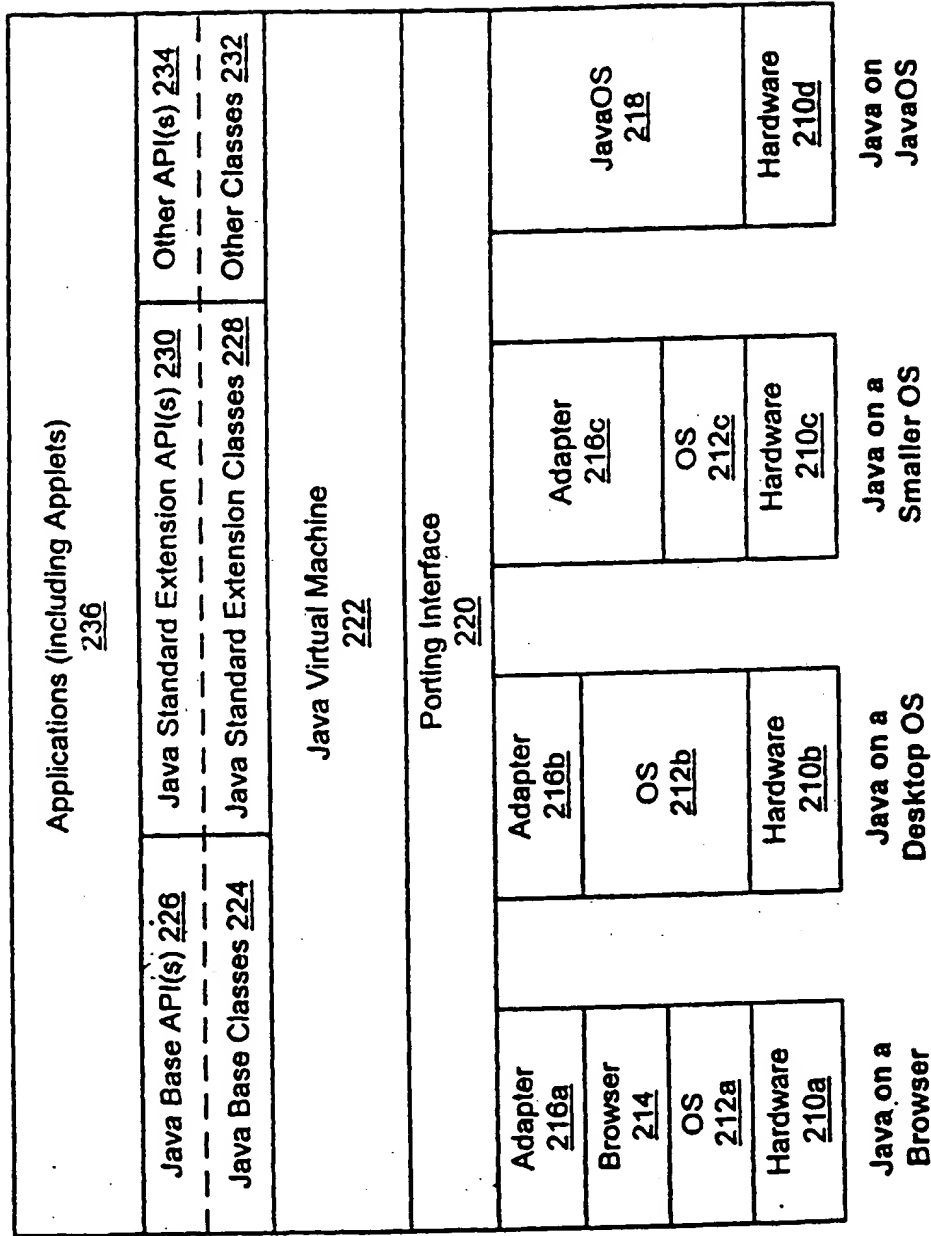 Applications (Including Applets)
236
Java Base API(s) 226
Java Standard Extension API(s) 230
Other API(s) 234
Java Base Classes 224
Java Standard Extension Classes 228
Other Classes 232
Java Virtual Machine
222
Porting Interface
220
Adapter
216a
Browser
214
OS
212a
Hardware
210a
Java on a
Browser
Adapter
216b
OS
212b
Hardware
210b
Java on a
Desktop OS
Adapter
216c
OS
212c
Hardware
210c
Java on a
Smaller OS
JavaOS
218
Hardware
210d
Java on
JavaOS